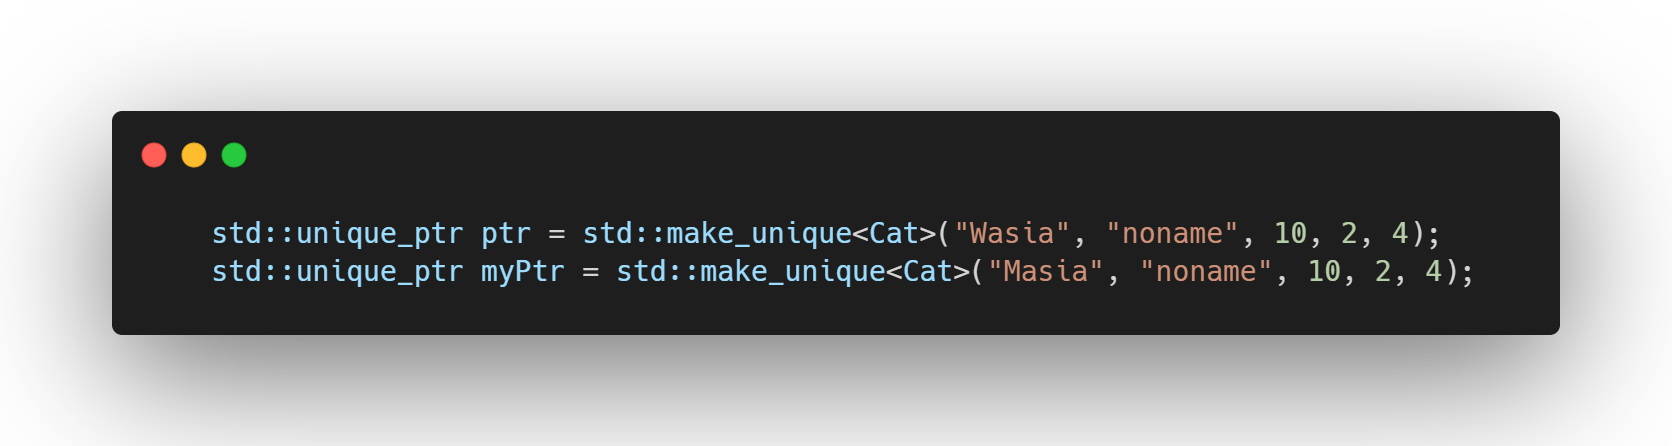 std::unique_ptr ptr = std::make_unique<Cat>("Wasia", "noname", 10, 2, 4);
std::unique_ptr myPtr = std::make_unique<Cat>("Masia", "noname", 10, 2, 4);